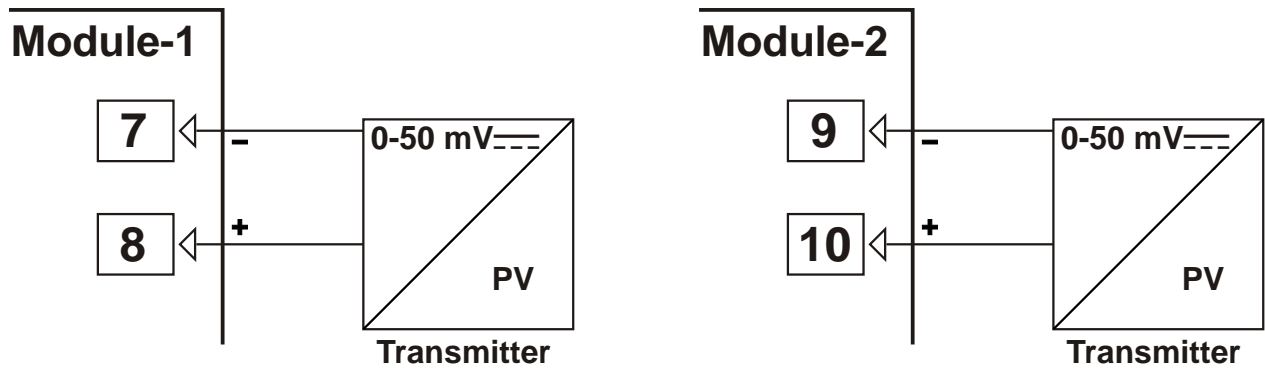 Module-1
7
0-50 mV
-
8
+
PV
Transmitter
Module-2
9
0-50 mV
-
10
+
PV
Transmitter